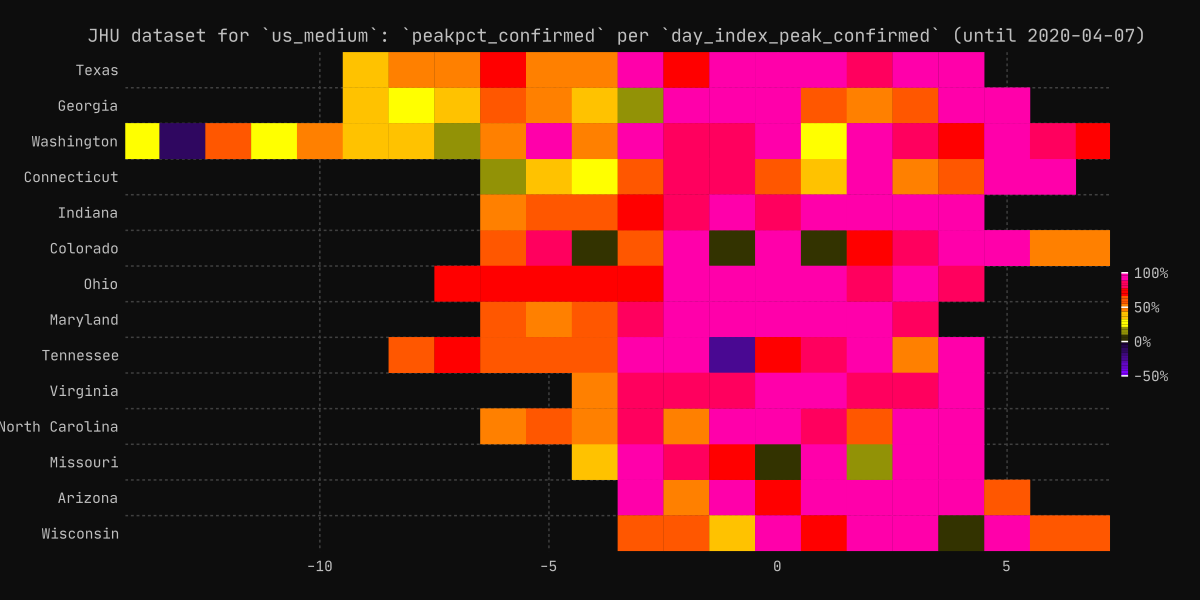 JHU dataset for `us_medium`: `peakpct_confirmed` per `day_index_peak_confirmed` (until 2020-04-07)
Texas
Georgia
Washington
Connecticut
Indiana
Colorado
Ohio
Maryland
Tennessee
Virginia
North Carolina
Missouri
Arizona
Wisconsin
100%
50%
0%
−50%
−10
−5
0
5